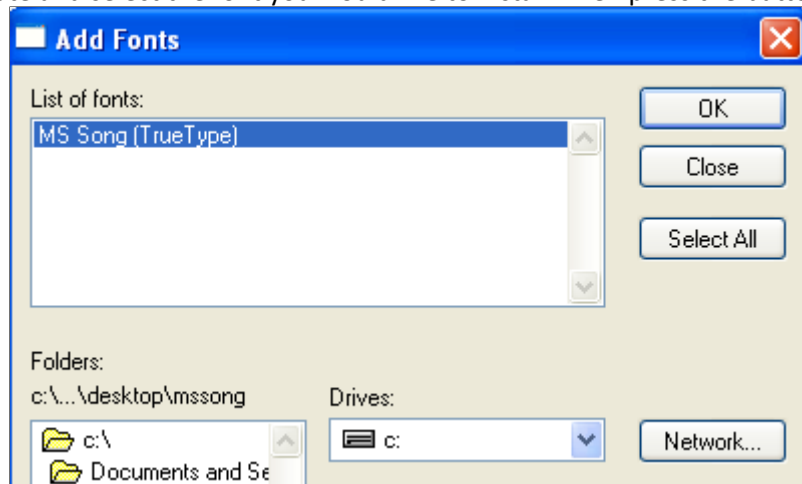 Add Fonts
List of fonts:
MS Song (TrueType)
OK
Close
Select All
Folders:
c:\...\desktop\mssong
Drives:
c:\
Documents and Se
c:
Network...